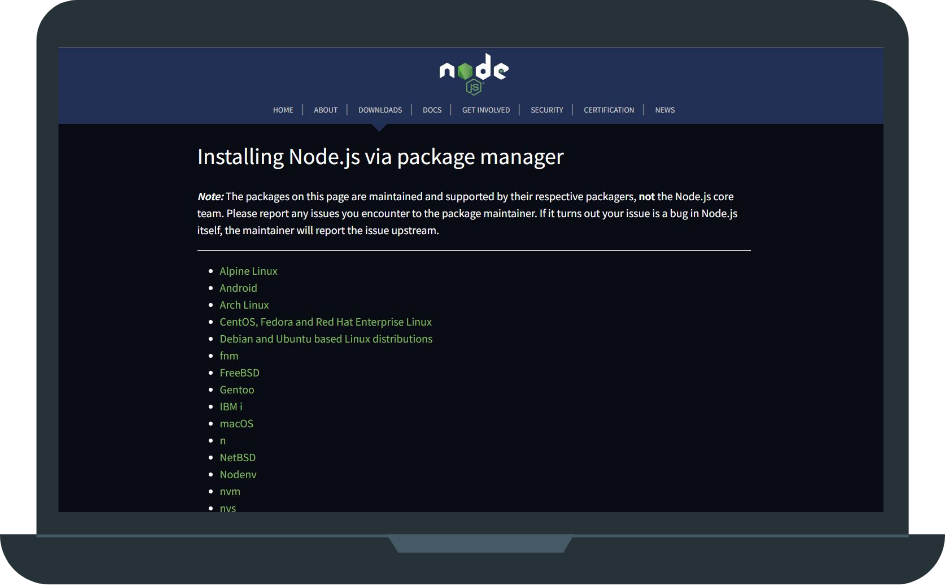 node
JS
HOME ABOUT DOWNLOADS DOCS GET INVOLVED SECURITY CERTIFICATION NEWS
Installing Node.js via package manager
Note: The packages on this page are maintained and supported by their respective packagers, not the Node.js core
team. Please report any issues you encounter to the package maintainer. If it turns out your issue is a bug in Node.js
itself, the maintainer will report the issue upstream.
Alpine Linux
Android
Arch Linux
CentOS, Fedora and Red Hat Enterprise Linux
Debian and Ubuntu based Linux distributions
fnm
FreeBSD
Gentoo
IBM i
macOS
n
NetBSD
Nodenv
nvm
nvs